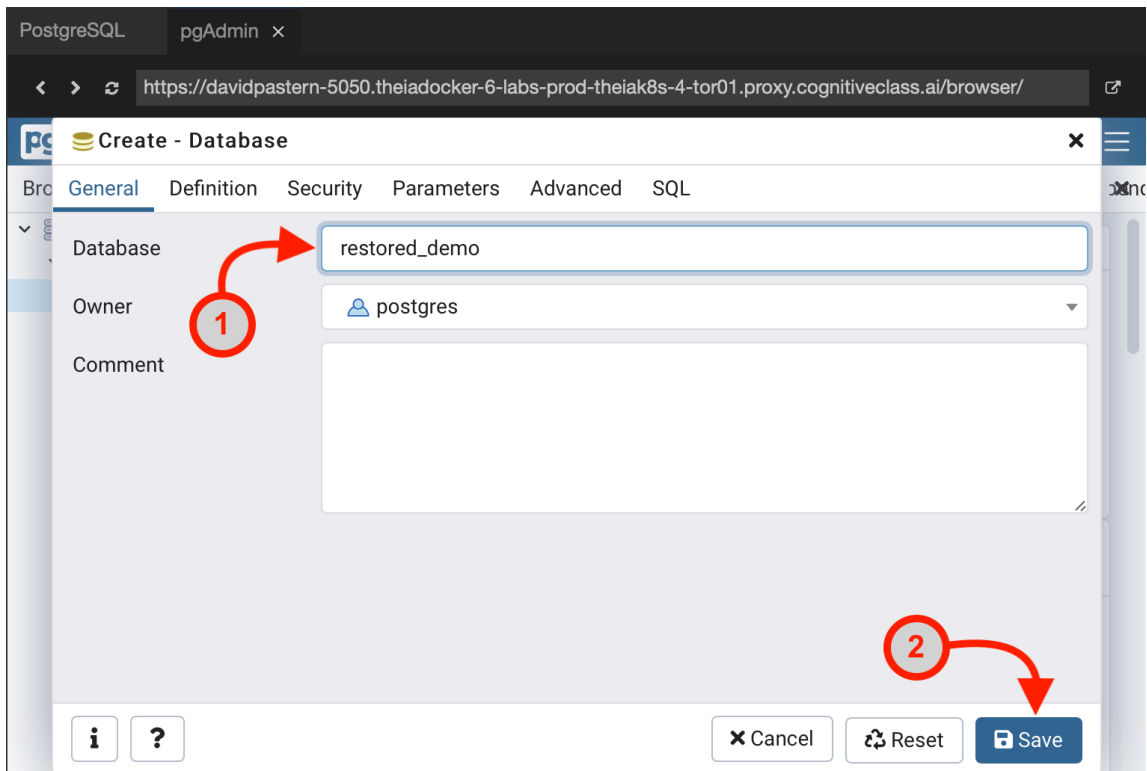 PostgreSQL pgAdmin ×
https://davidpastern-5050.theiadocker-6-labs-prod-theiak8s-4-tor01.proxy.cognitiveclass.ai/browser/
Create - Database
General Definition Security Parameters Advanced SQL
Database restored_demo
Owner postgres
1
Comment
2
i ? Cancel Reset Save